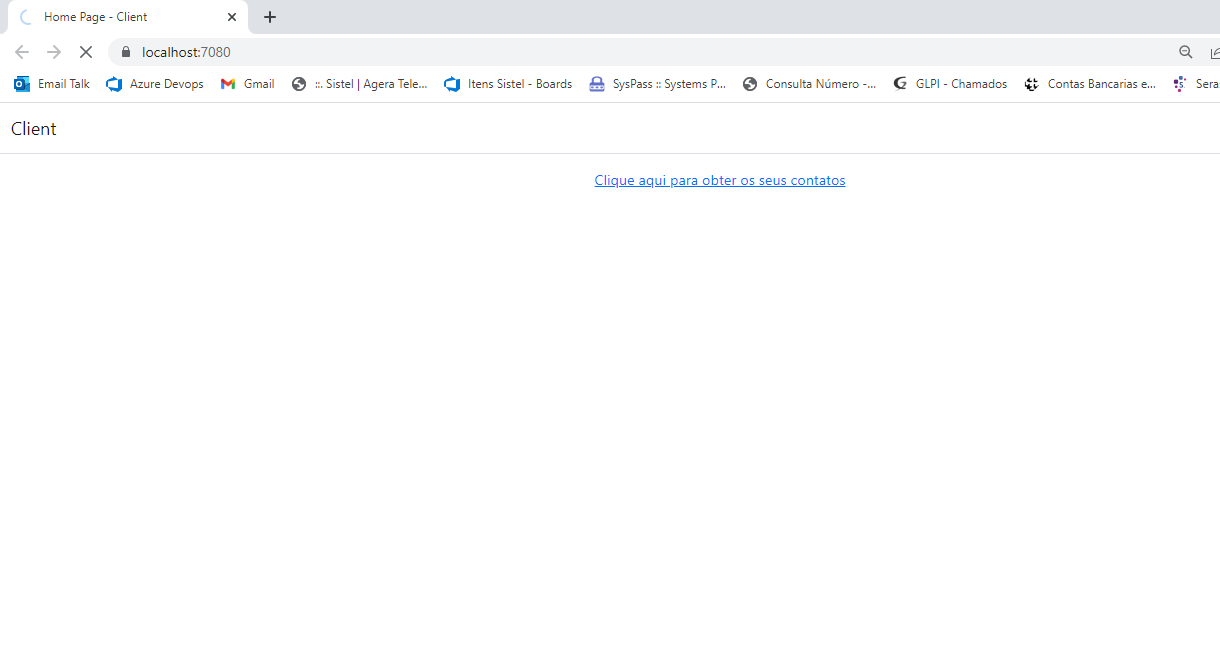 Home Page - Client
localhost:7080
Email Talk Azure Devops Gmail ::. Sistel | Agera Tele... Itens Sistel - Boards SysPass :: Systems P... Consulta Número -... GLPI - Chamados Contas Bancarias e... Seras
Client
Clique aqui para obter os seus contatos